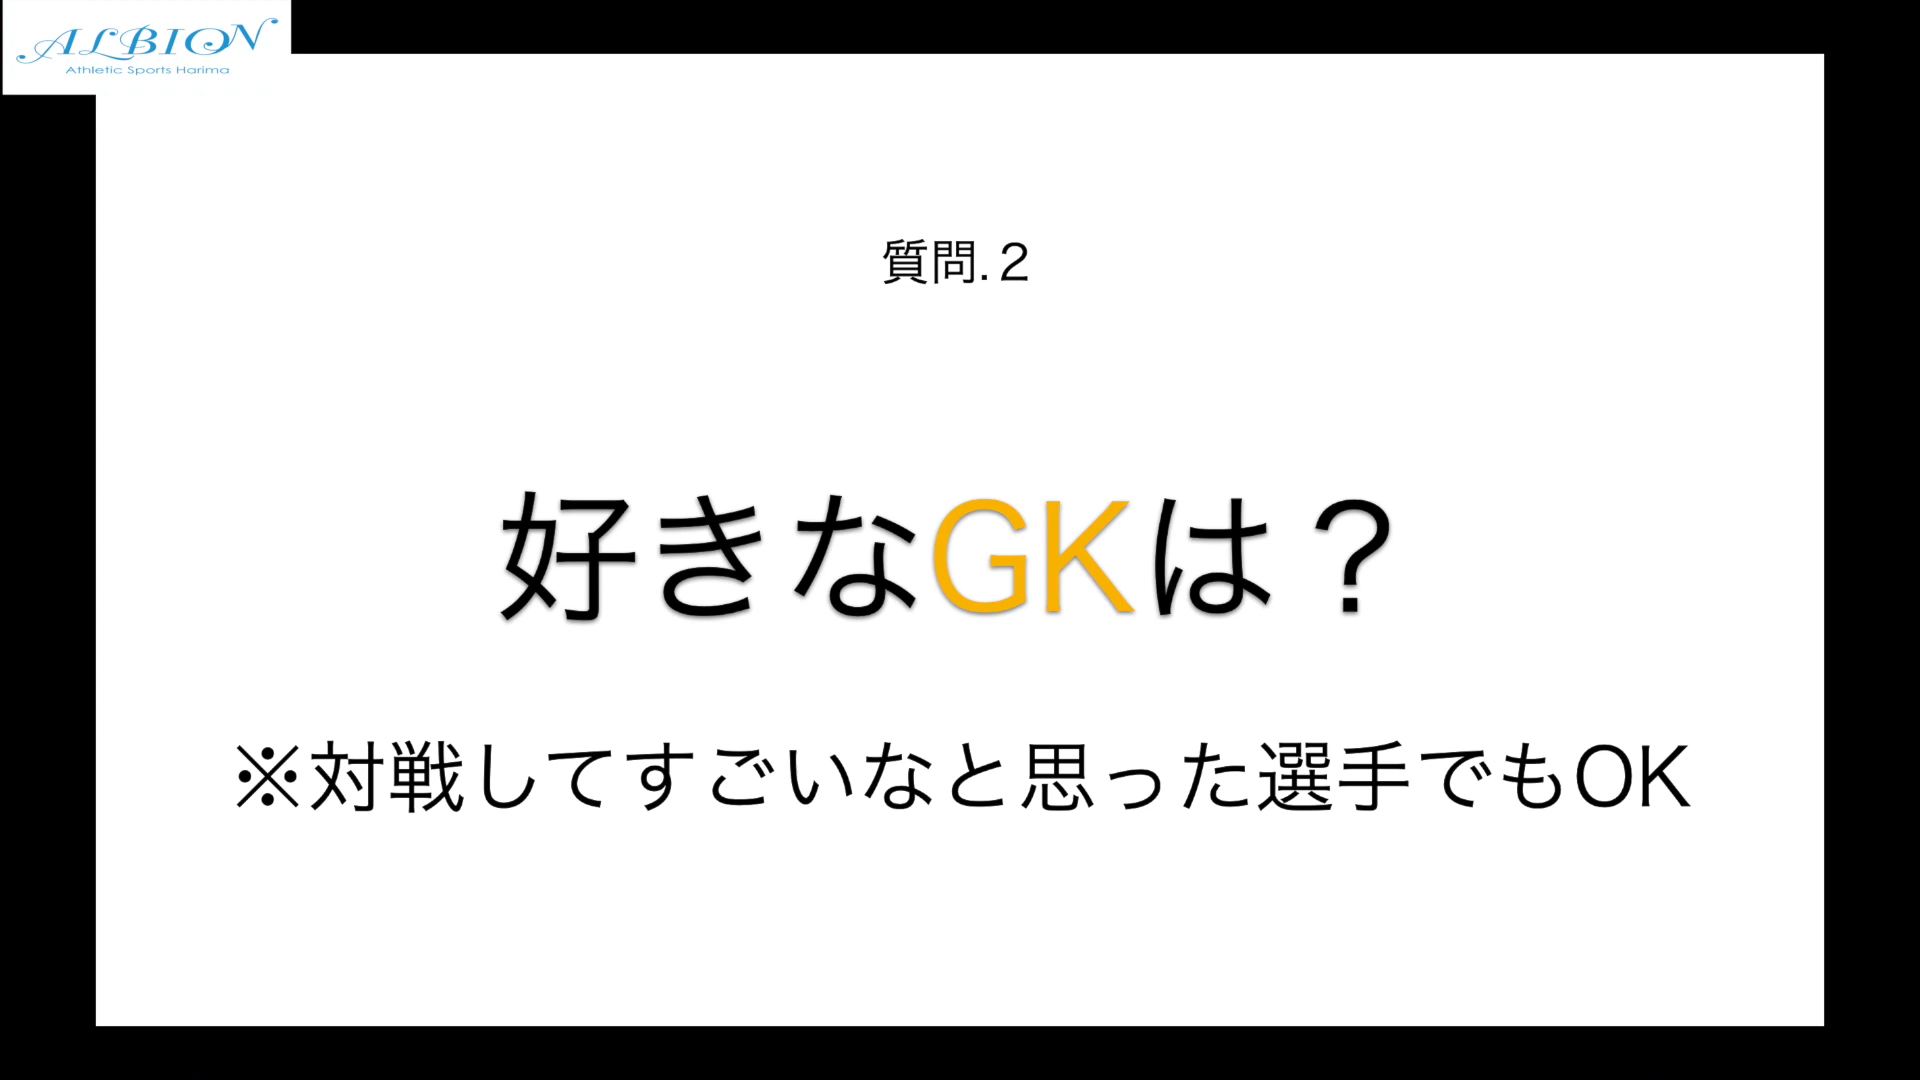 ALBION
Athletic Sports Harima
質問.２
好きなGKは？
※対戦してすごいなと思った選手でもOK